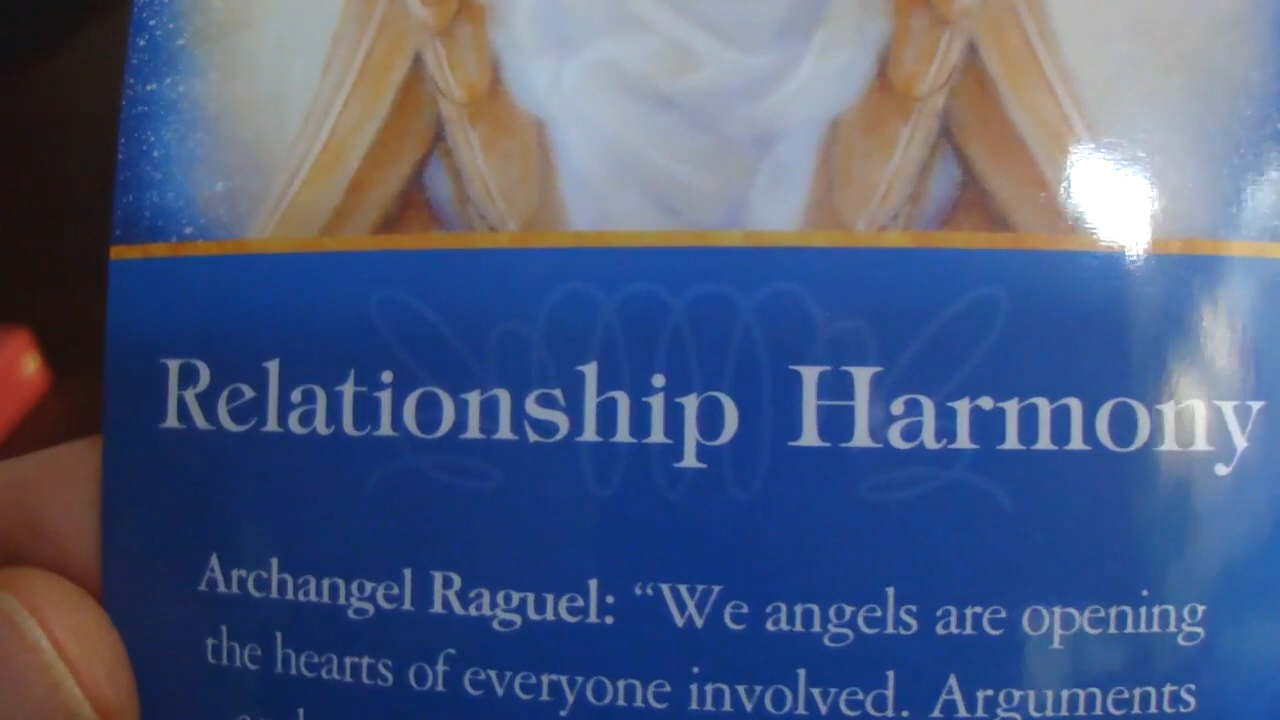 Relationship Harmony
Archangel Raguel: “We angels are opening
the hearts of everyone involved. Arguments